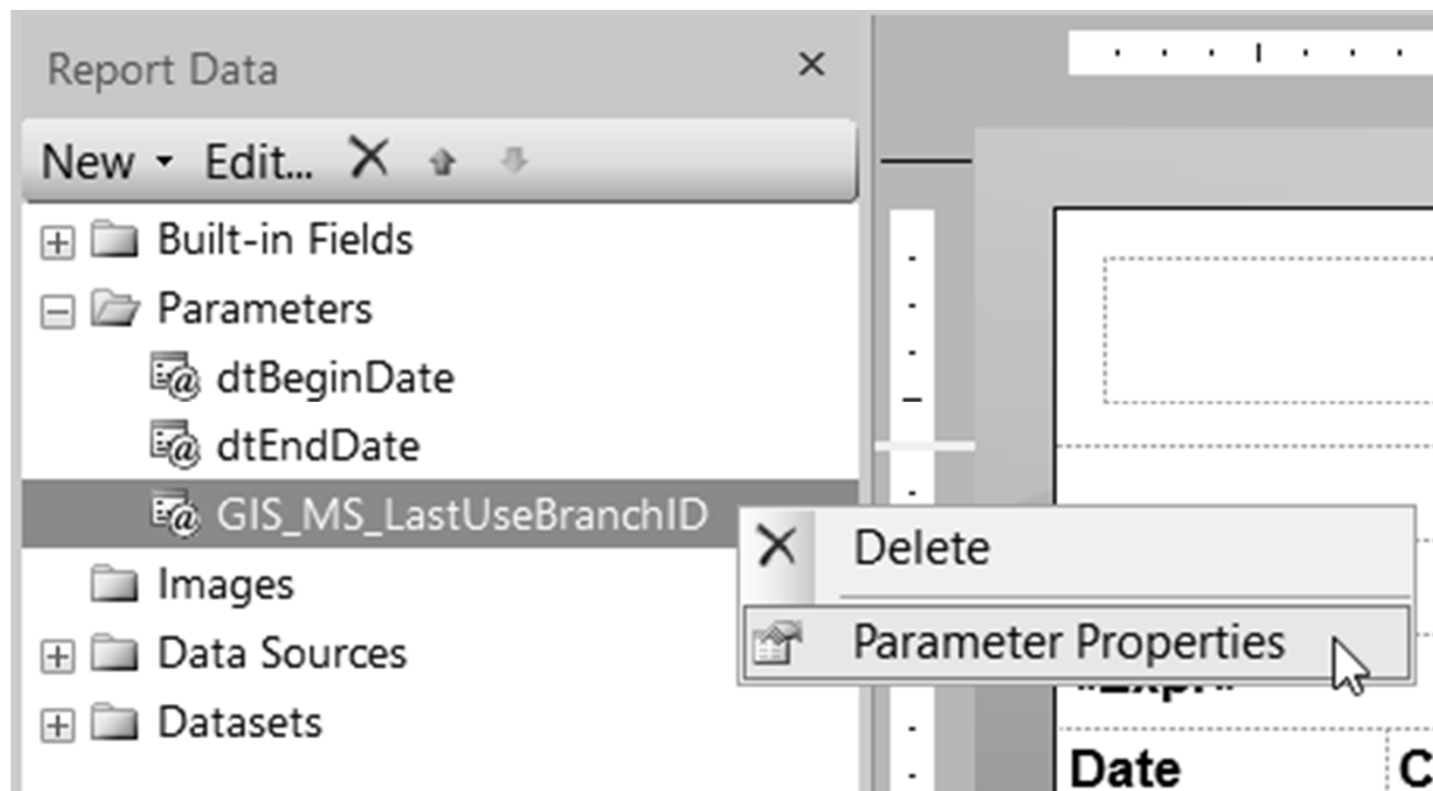 Report Data
New Edit...
Built-in Fields
Parameters
dtBeginDate
dtEndDate
GIS_MS_LastUseBranchID
Delete
Images
Parameter Properties
Data Sources
Datasets
Date C